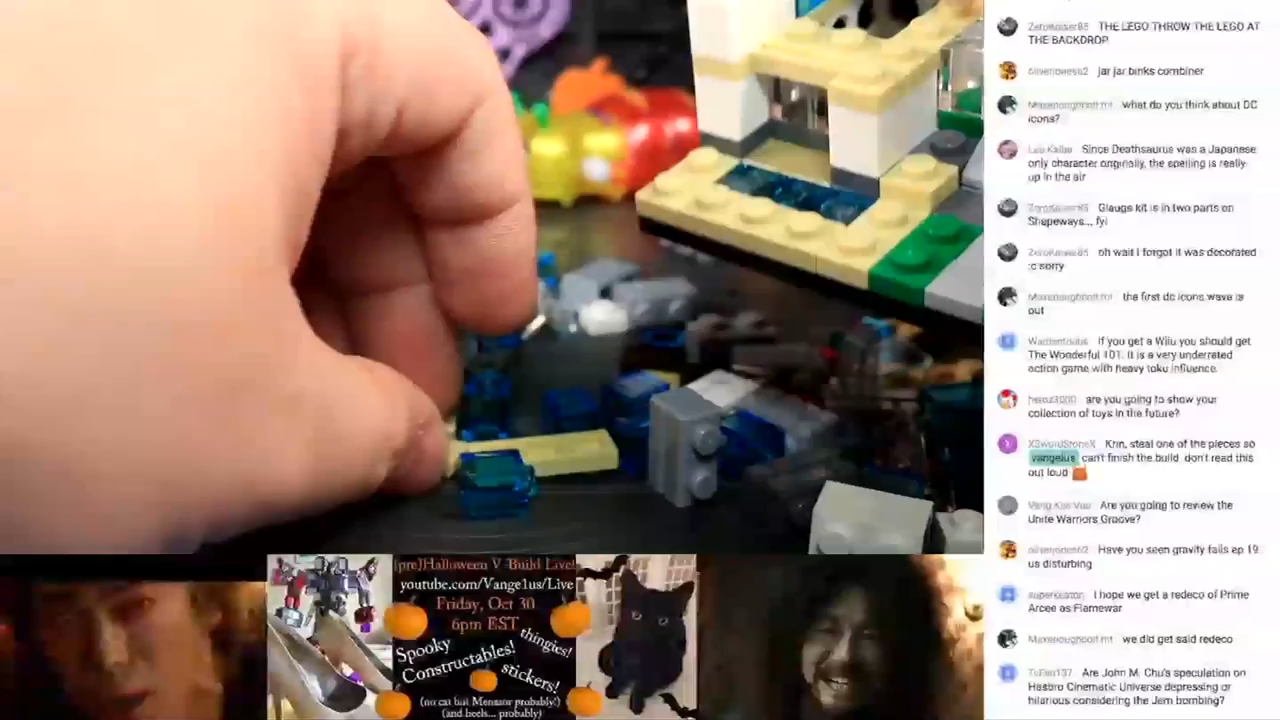 THE LEGO THROW THE LEGO AT
THE BACKDROP
jar jar binks combiner
what do you think about DC
icons?
Since Deathsaurus was a Japanese
only character originally, the spelling is really
up in the air
Glaugs kit is in two parts on
Shapeways... fyi
oh wait I forgot it was decorated
:c sorry
the first dc icons wave is
out
If you get a Wiiu you should get
The Wonderful 101. It is a very underrated
action game with heavy toku influence.
are you going to show your
collection of toys in the future?
Krin, steal one of the pieces so
vangelus can't finish the build don't read this
out loud
Are you going to review the
Unite Warriors Groove?
Have you seen gravity falls ep 19
us disturbing
I hope we get a redeco of Prime
Arcee as Flamewar
we did get said redeco
Are John M. Chu's speculation on
Hasbro Cinematic Universe depressing or
hilarious considering the Jem bombing?
(pre)Halloween V-Build Live!
youtube.com/Vange1us/Live
Friday, Oct 30
6pm EST
Spooky thingies!
Constructables! stickers!
(no cat but Menasor probably!)
(and heels... probably)